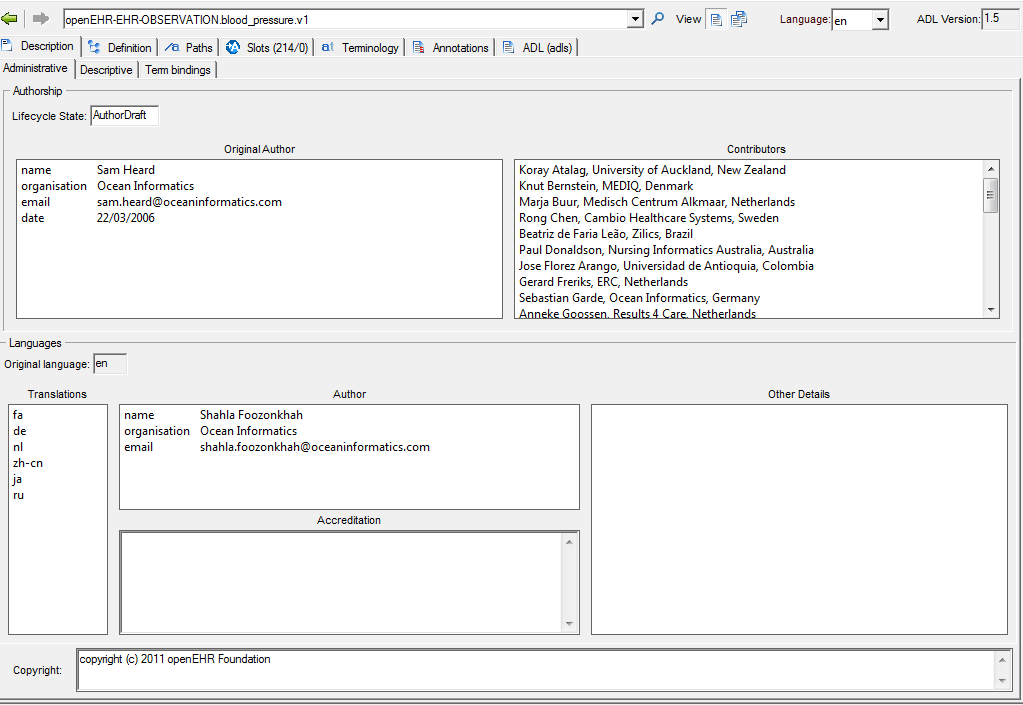 openEHR-EHR-OBSERVATION.blood_pressure.v1 View Language: en ADL Version: 1.5
Description Definition Paths Slots (214/0) Terminology Annotations ADL (adls)
Administrative Descriptive Term bindings
Authorship
Lifecycle State: AuthorDraft
Original Author
name Sam Heard
organisation Ocean Informatics
email sam.heard@oceaninformatics.com
date 22/03/2006
Contributors
Koray Atalag, University of Auckland, New Zealand
Knut Bernstein, MEDIQ, Denmark
Marja Buur, Medisch Centrum Alkmaar, Netherlands
Rong Chen, Cambio Healthcare Systems, Sweden
Beatriz de Faria Leão, Zilics, Brazil
Paul Donaldson, Nursing Informatics Australia, Australia
Jose Florez Arango, Universidad de Antioquia, Colombia
Gerard Freriks, ERC, Netherlands
Sebastian Garde, Ocean Informatics, Germany
Anneke Goossen, Results 4 Care, Netherlands
Languages
Original language: en
Translations
fa
de
nl
zh-cn
ja
ru
Author
name Shahla Foozonkhah
organisation Ocean Informatics
email shahla.foozonkhah@oceaninformatics.com
Accreditation
Other Details
Copyright: copyright (c) 2011 openEHR Foundation